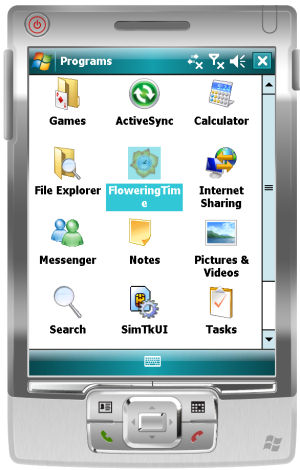 Programs
Games
ActiveSync
Calculator
File Explorer
FloweringTim
e
Internet
Sharing
Messenger
Notes
Pictures &
Videos
Search
SimTkUI
Tasks